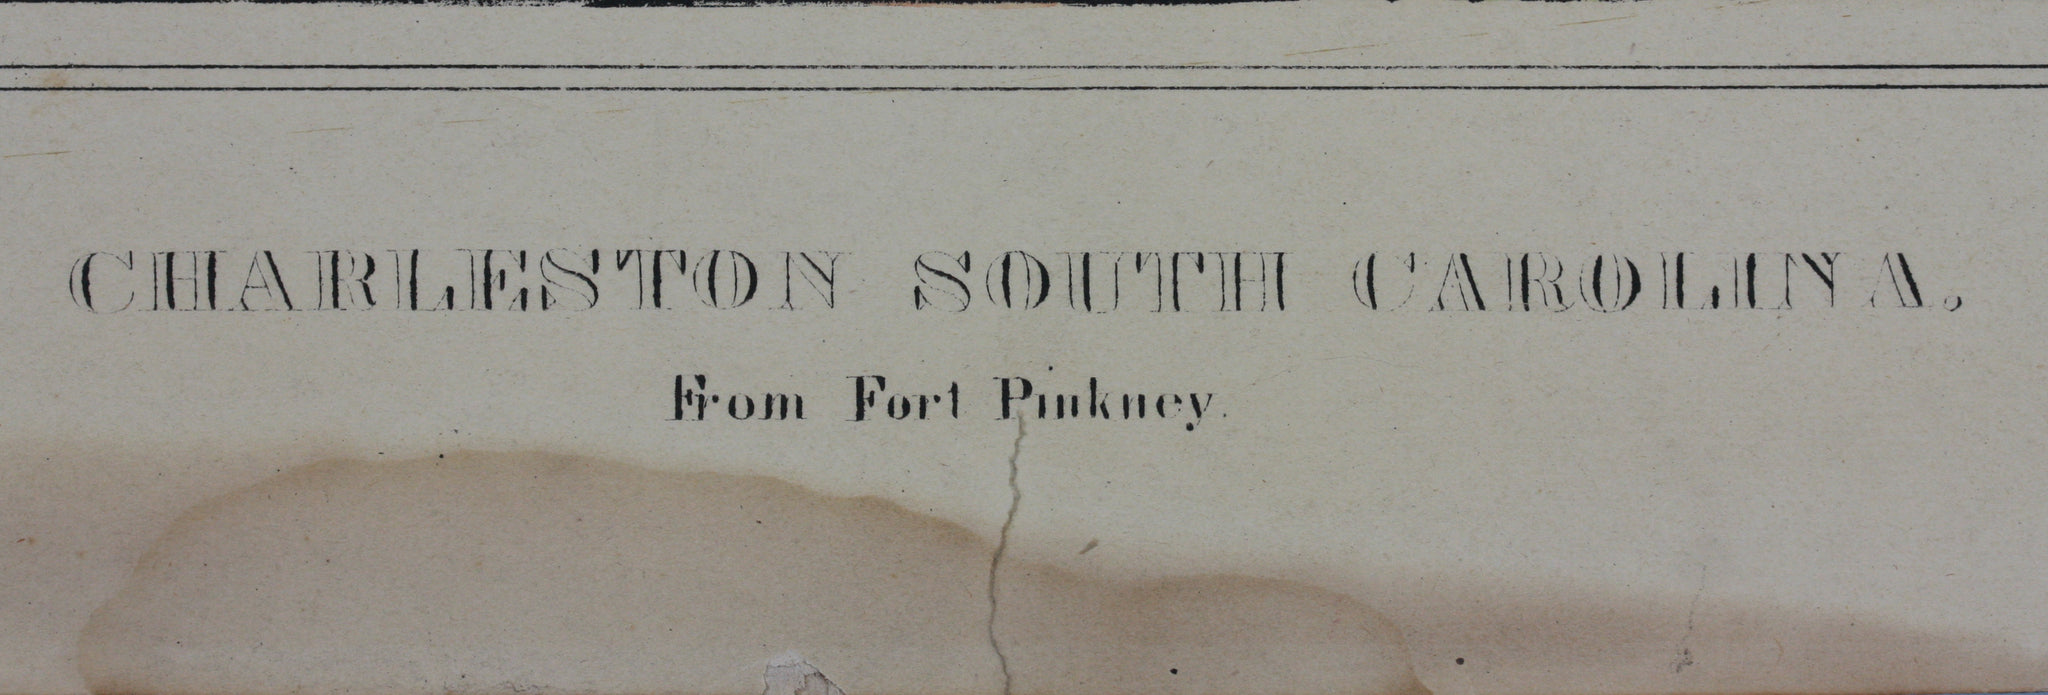 CHARLESTON SOUTH CAROLINA.
From Fort Pinkney.